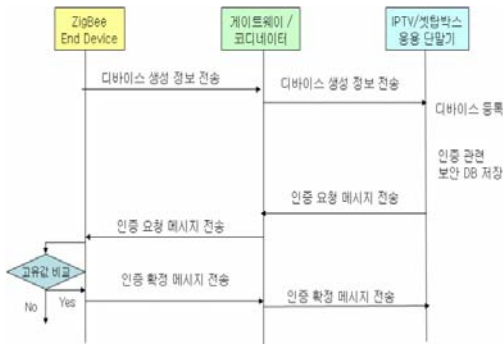 ZigBee
End Device
게이트웨이 /
코디네이터
IPTV/셋탑박스
응용 단말기
디바이스 생성 정보 전송
디바이스 생성 정보 전송
디바이스 등록
인증 관련
보안 DB 저장
인증 요청 메시지 전송
인증 요청 메시지 전송
고유값 비교
No
Yes
인증 확정 메시지 전송
인증 확정 메시지 전송